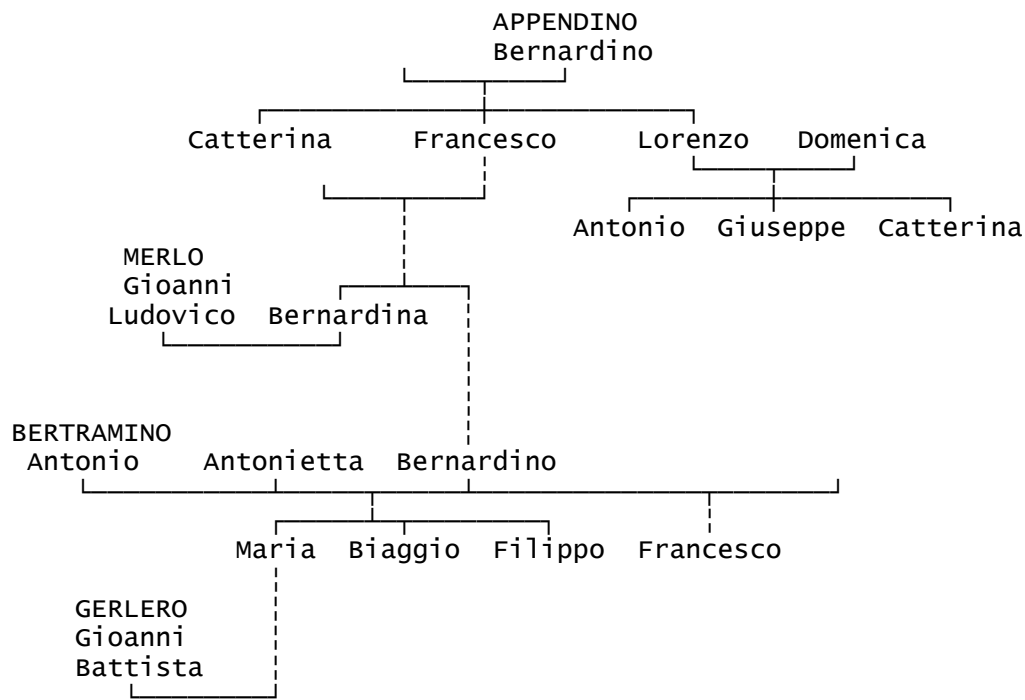 APPENDINO
Bernardino
Catterina Francesco Lorenzo Domenica
Antonio Giuseppe Catterina
MERLO
Gioanni
Ludovico Bernardina
BERTRAMINO
Antonio Antonietta Bernardino
Maria Biaggio Filippo Francesco
GERLERO
Gioanni
Battista